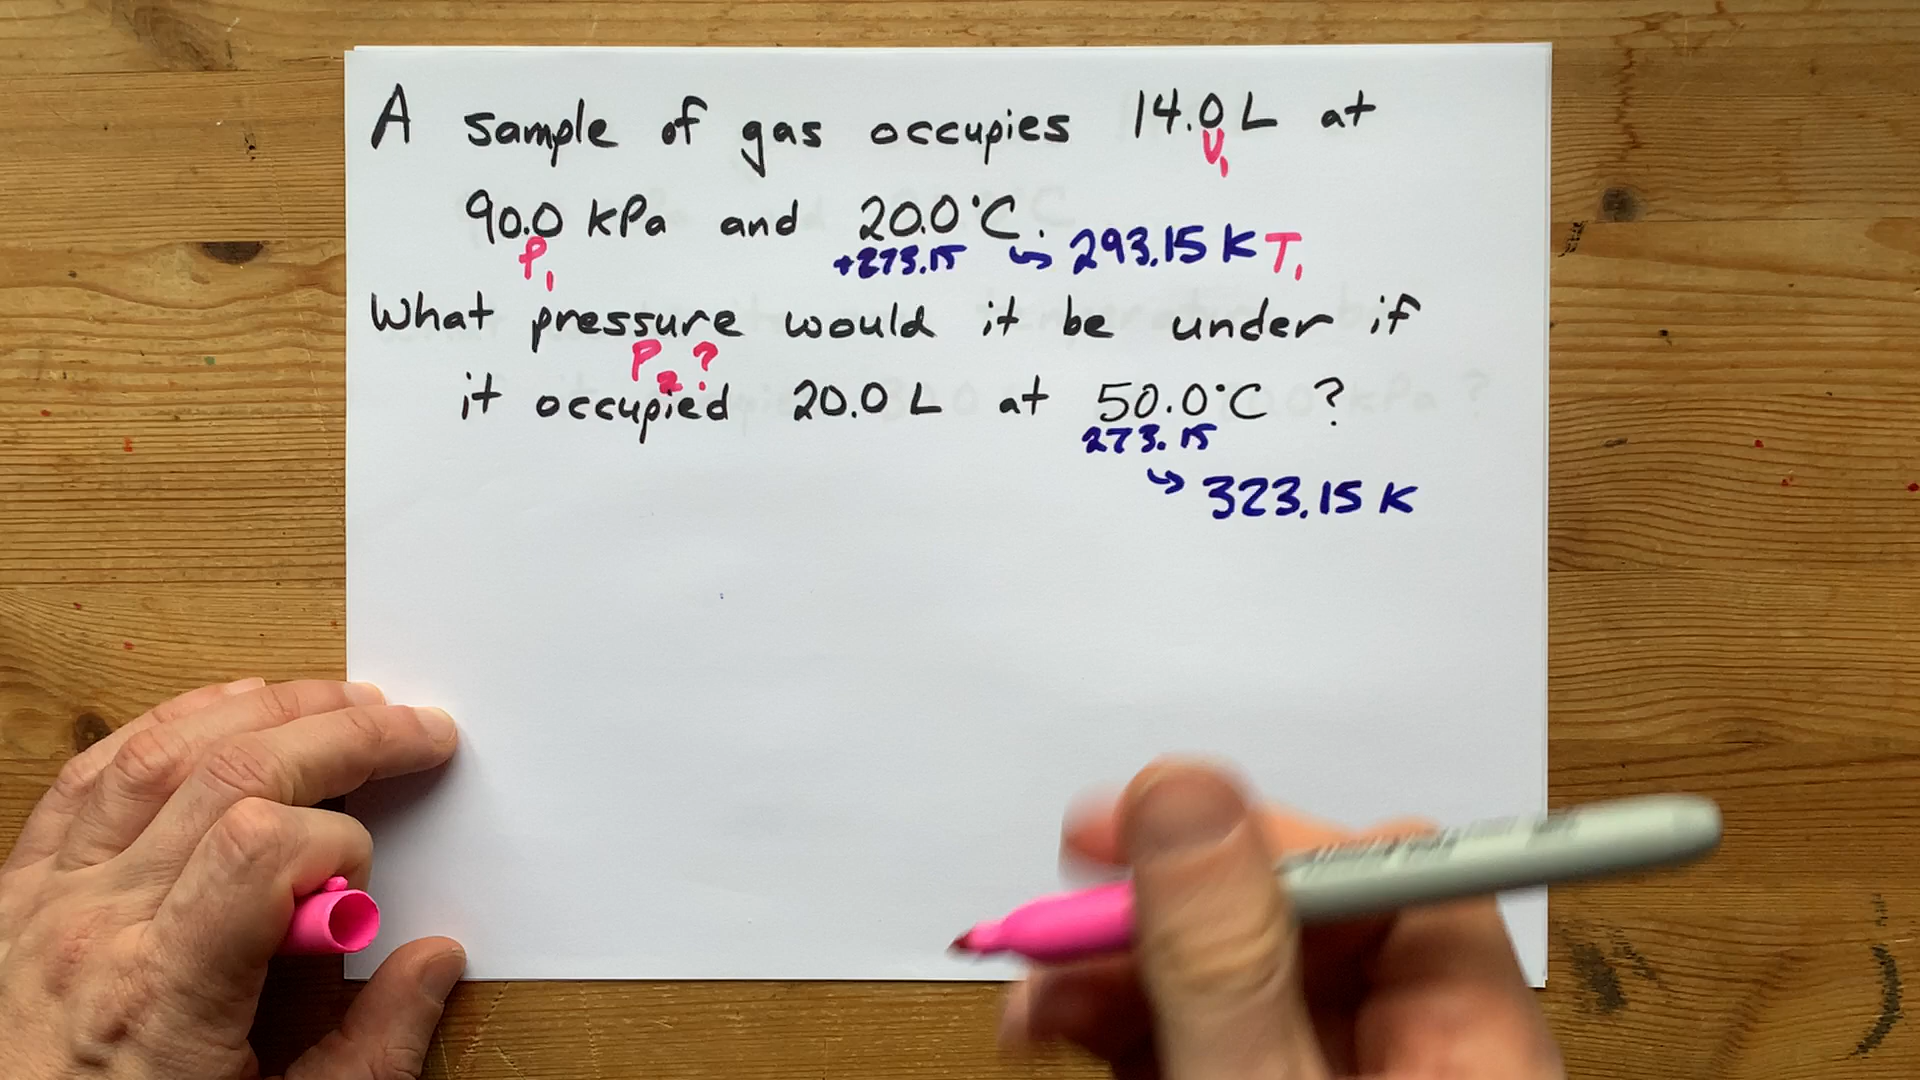 A sample of gas occupies 14.0 L at
V₁
90.0 kPa and 20.0°C.
P₁ +273.15 ↪ 293.15 K T₁
What pressure would it be under if
P₂ ?
it occupied 20.0 L at 50.0°C ?
273.15
↪ 323.15 K